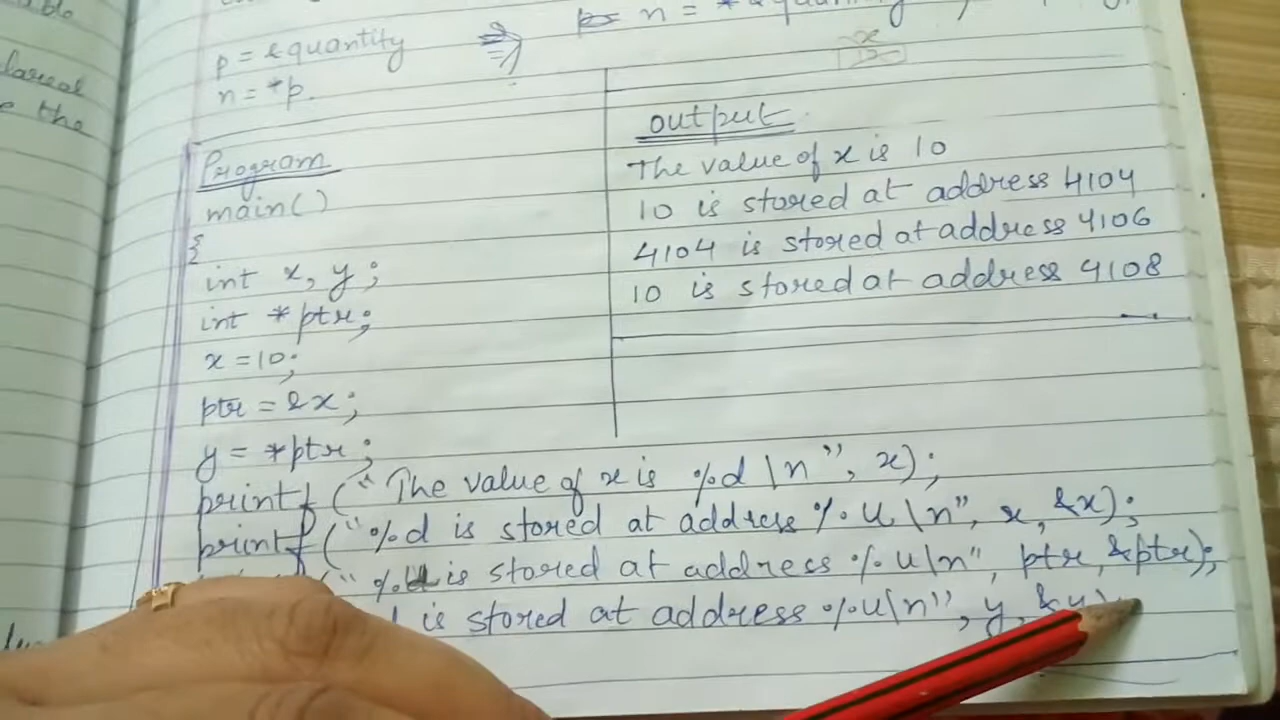 the
p = &quantity
n = *p.
Program
main()
{
int x, y;
int *ptr;
x = 10;
ptr = &x;
y = *ptr;
printf ("The value of x is %d \n", x);
printf ("%d is stored at address %u \n", x, &x);
("%u is stored at address %u\n", ptr, &ptr);
is stored at address %u\n", y, &y)
output
The value of x is 10
10 is stored at address 4104
4104 is stored at address 4106
10 is stored at address 4108